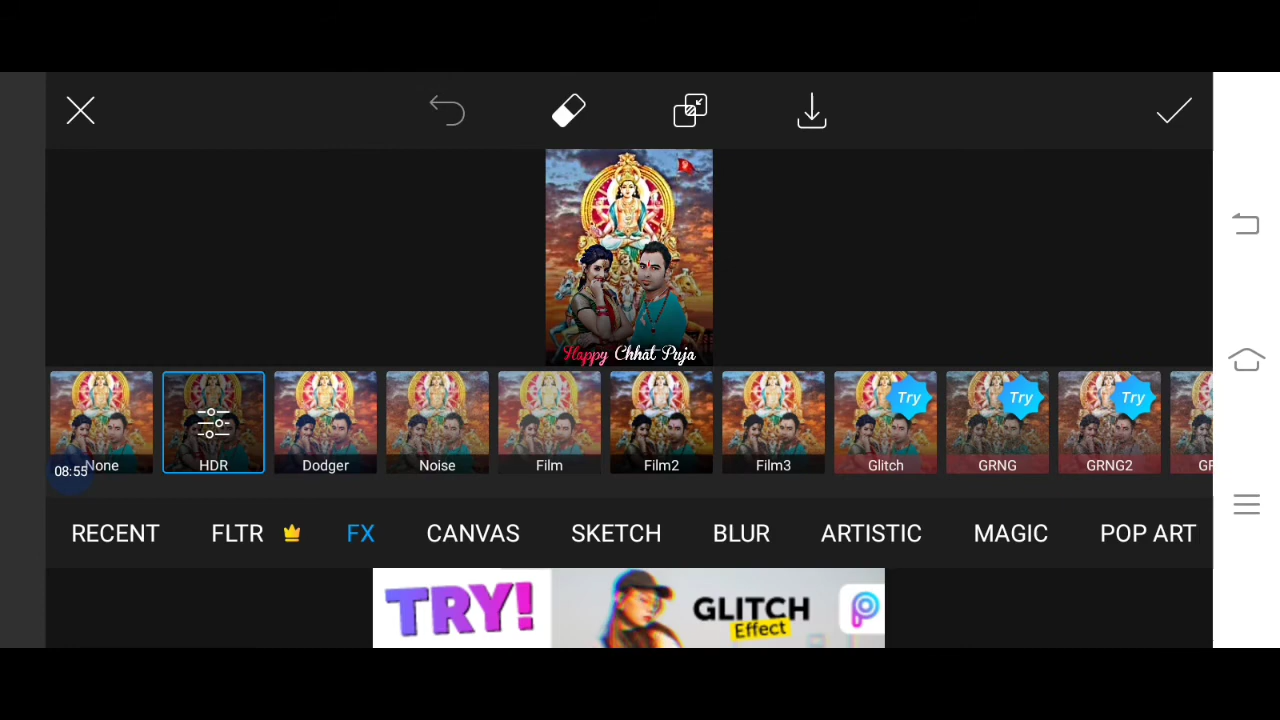 Happy Chhat Puja
Try
Try
Try
None
HDR
Dodger
Noise
Film
Film2
Film3
Glitch
GRNG
GRNG2
08:55
RECENT
FLTR
FX
CANVAS
SKETCH
BLUR
ARTISTIC
MAGIC
POP ART
TRY!
GLITCH
Effect